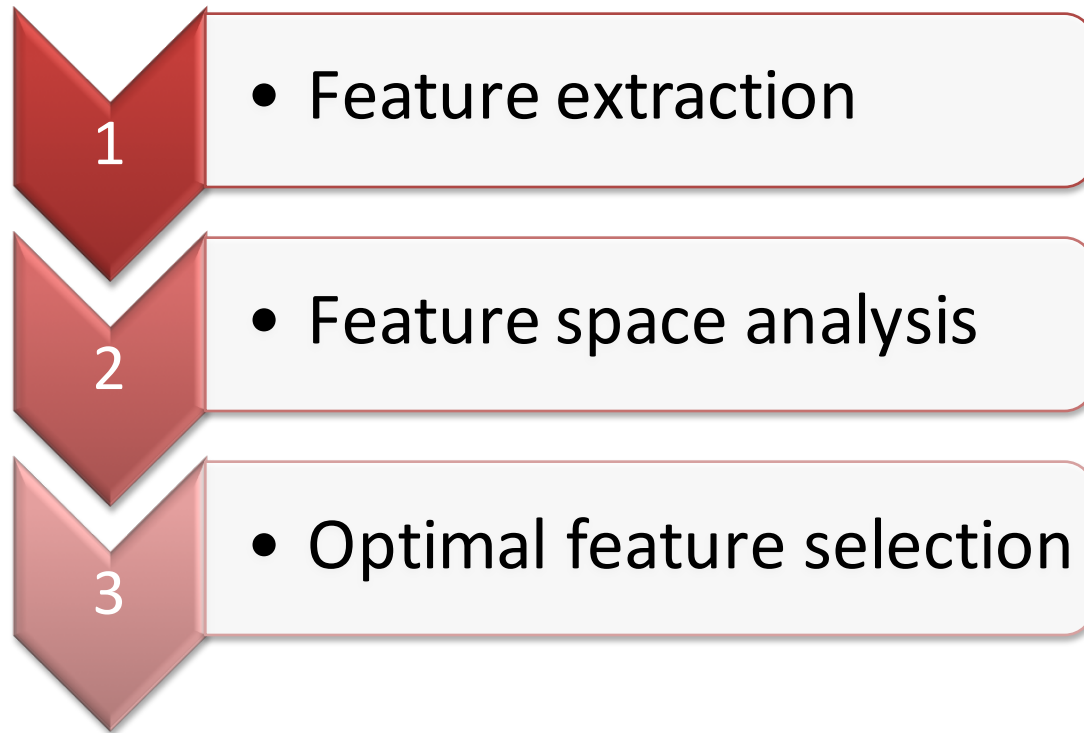 1
• Feature extraction
2
• Feature space analysis
3
• Optimal feature selection